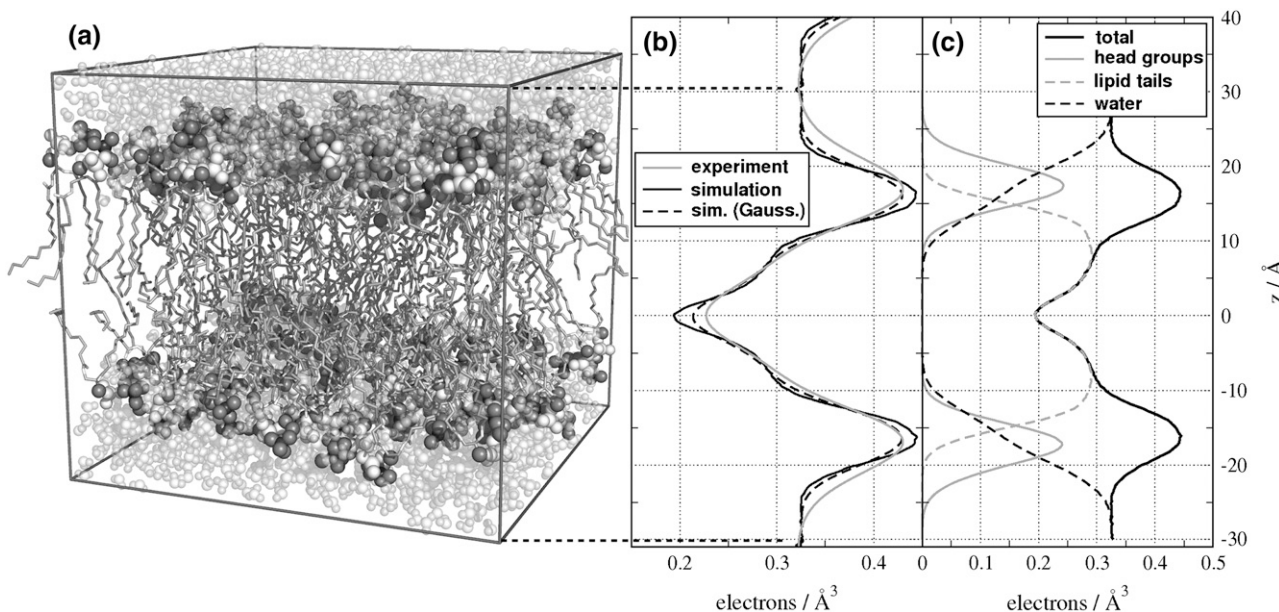 (a)
(b)
(c)
experiment
simulation
sim. (Gauss.)
total
head groups
lipid tails
water
40
30
20
10
0
-10
-20
-30
z / Å
0.2
0.3
0.4
0
0.1
0.2
0.3
0.4
0.5
electrons / Å³
electrons / Å³